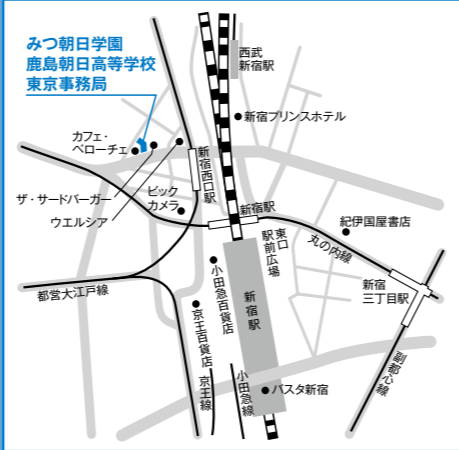 みつ朝日学園
鹿島朝日高等学校
東京事務局
西武
新宿駅
新宿プリンスホテル
カフェ・
ベローチェ
新宿西口駅
ザ・サードバーガー
ウエルシア
ビック
カメラ
新宿駅
東口
駅前広場
紀伊国屋書店
丸の内線
新宿
三丁目駅
都営大江戸線
小田急百貨店
京王百貨店
新宿駅
京王線
小田急線
バスタ新宿
副都心線